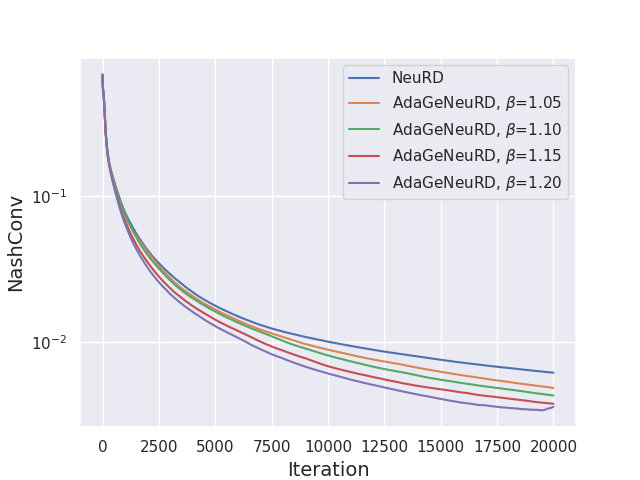 NeuRD
AdaGeNeuRD, β=1.05
AdaGeNeuRD, β=1.10
AdaGeNeuRD, β=1.15
AdaGeNeuRD, β=1.20
NashConv
10⁻¹
10⁻²
0 2500 5000 7500 10000 12500 15000 17500 20000
Iteration